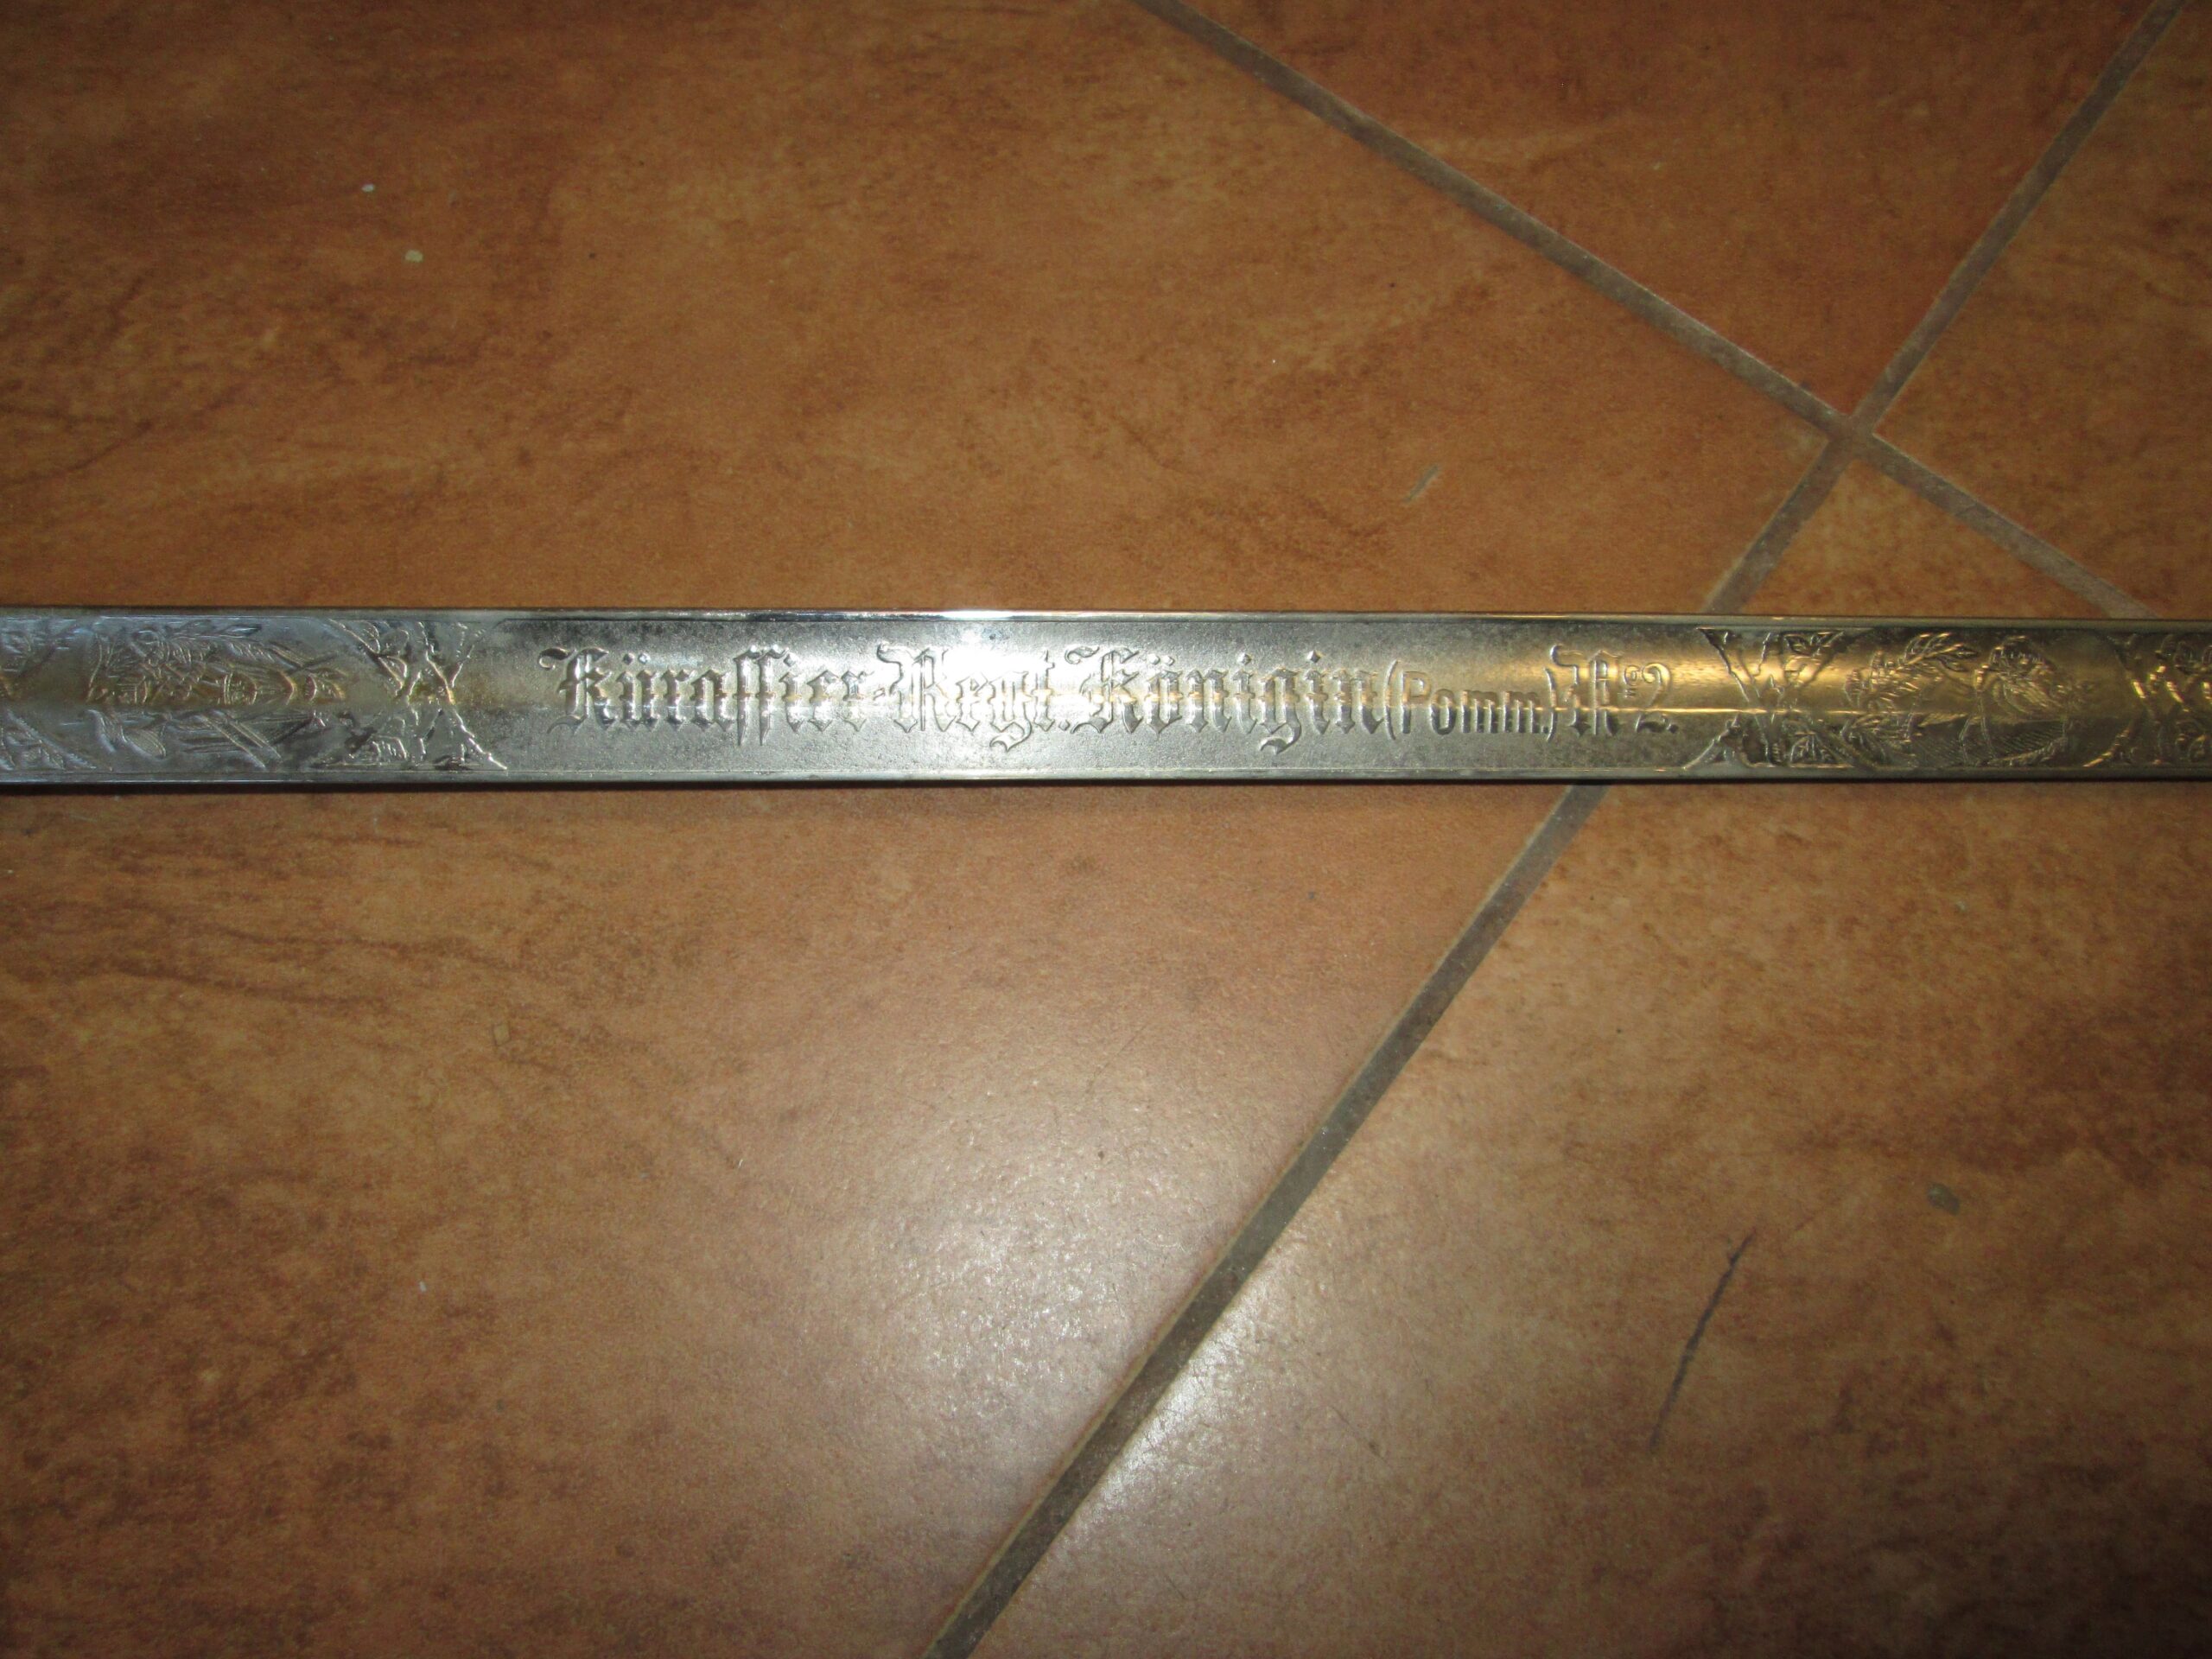 Küraſſier-Regt. Königin (Pomm.) No 2.